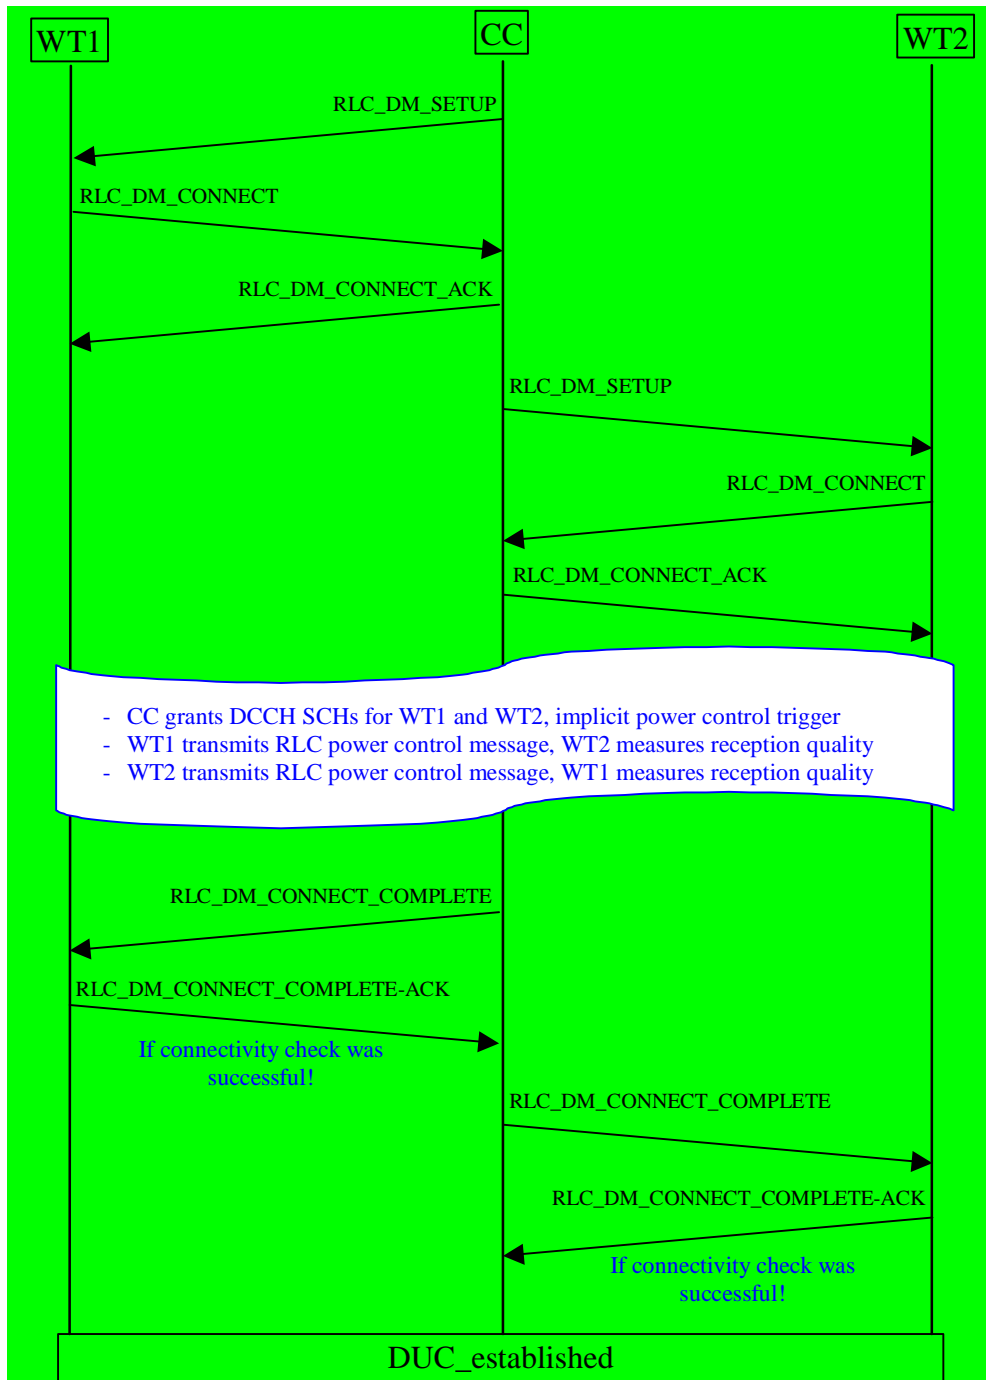 WT1
CC
WT2
RLC_DM_SETUP
RLC_DM_CONNECT
RLC_DM_CONNECT_ACK
RLC_DM_SETUP
RLC_DM_CONNECT
RLC_DM_CONNECT_ACK
- CC grants DCCH SCHs for WT1 and WT2, implicit power control trigger
- WT1 transmits RLC power control message, WT2 measures reception quality
- WT2 transmits RLC power control message, WT1 measures reception quality
RLC_DM_CONNECT_COMPLETE
RLC_DM_CONNECT_COMPLETE-ACK
If connectivity check was
successful!
RLC_DM_CONNECT_COMPLETE
RLC_DM_CONNECT_COMPLETE-ACK
If connectivity check was
successful!
DUC_established